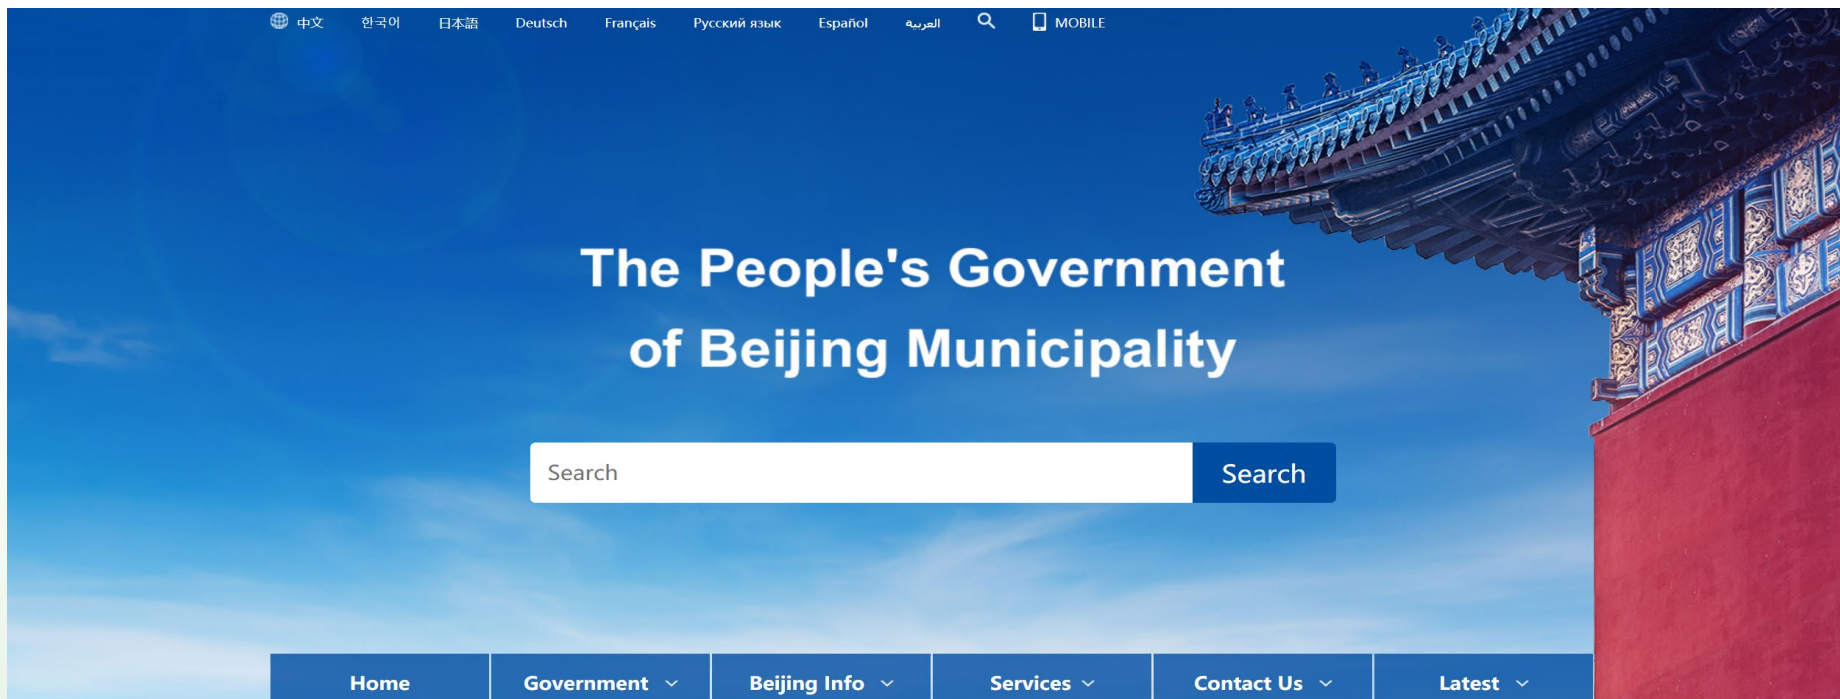 中文 한국어 日本語 Deutsch Français Русский язык Español العربية MOBILE
The People's Government
of Beijing Municipality
Search Search
Home Government Beijing Info Services Contact Us Latest